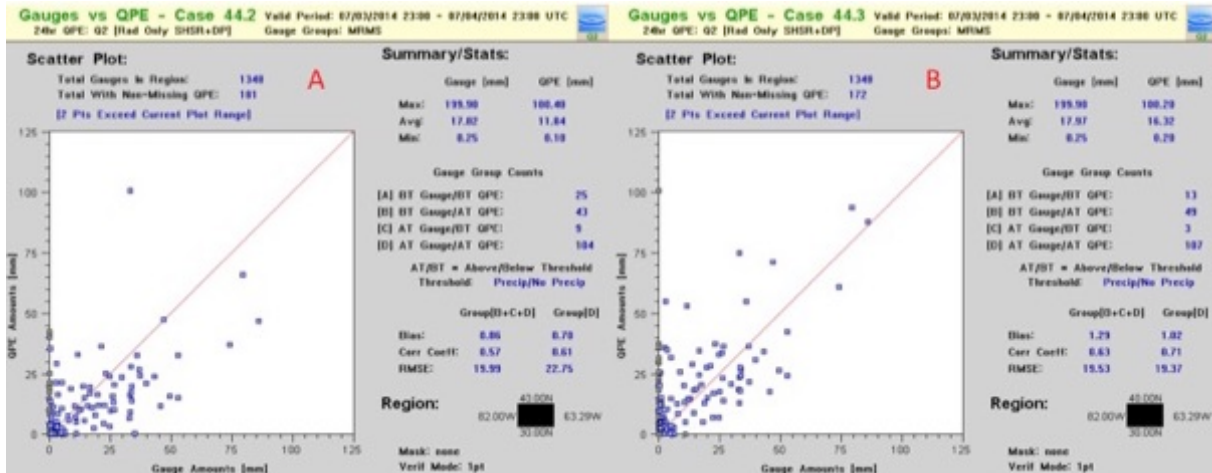 Gauges vs QPE - Case 44.2 Valid Period: 07/03/2014 23:00 - 07/04/2014 23:00 UTC
24hr QPE: Q2 [Rad Only SHSR+DP] Gauge Groups: MRMS
Scatter Plot:
Total Gauges In Region: 1340
Total With Non-Missing QPE: 181
[2 Pts Exceed Current Plot Range]
A
125
100
75
50
25
0
QPE Amounts [mm]
0 25 50 75 100 125
Gauge Amounts [mm]
Summary/Stats:
Gauge [mm] QPE [mm]
Max: 199.90 100.40
Avg: 17.02 11.84
Min: 0.25 0.10
Gauge Group Counts
[A] BT Gauge/BT QPE: 25
[B] BT Gauge/AT QPE: 43
[C] AT Gauge/BT QPE: 9
[D] AT Gauge/AT QPE: 104
AT/BT = Above/Below Threshold
Threshold: Precip/No Precip
Group[B+C+D] Group[D]
Bias: 0.86 0.70
Corr Coeff: 0.57 0.61
RMSE: 19.99 22.75
Region:
40.00N
82.00W 63.29W
30.00N
Mask: none
Verif Mode: 1pt
Gauges vs QPE - Case 44.3 Valid Period: 07/03/2014 23:00 - 07/04/2014 23:00 UTC
24hr QPE: Q2 [Rad Only SHSR+DP] Gauge Groups: MRMS
Scatter Plot:
Total Gauges In Region: 1340
Total With Non-Missing QPE: 172
[2 Pts Exceed Current Plot Range]
B
125
100
75
50
25
0
QPE Amounts [mm]
0 25 50 75 100 125
Gauge Amounts [mm]
Summary/Stats:
Gauge [mm] QPE [mm]
Max: 199.90 100.20
Avg: 17.97 16.32
Min: 0.25 0.20
Gauge Group Counts
[A] BT Gauge/BT QPE: 13
[B] BT Gauge/AT QPE: 49
[C] AT Gauge/BT QPE: 3
[D] AT Gauge/AT QPE: 107
AT/BT = Above/Below Threshold
Threshold: Precip/No Precip
Group[B+C+D] Group[D]
Bias: 1.29 1.02
Corr Coeff: 0.63 0.71
RMSE: 19.53 19.37
Region:
40.00N
82.00W 63.29W
30.00N
Mask: none
Verif Mode: 1pt